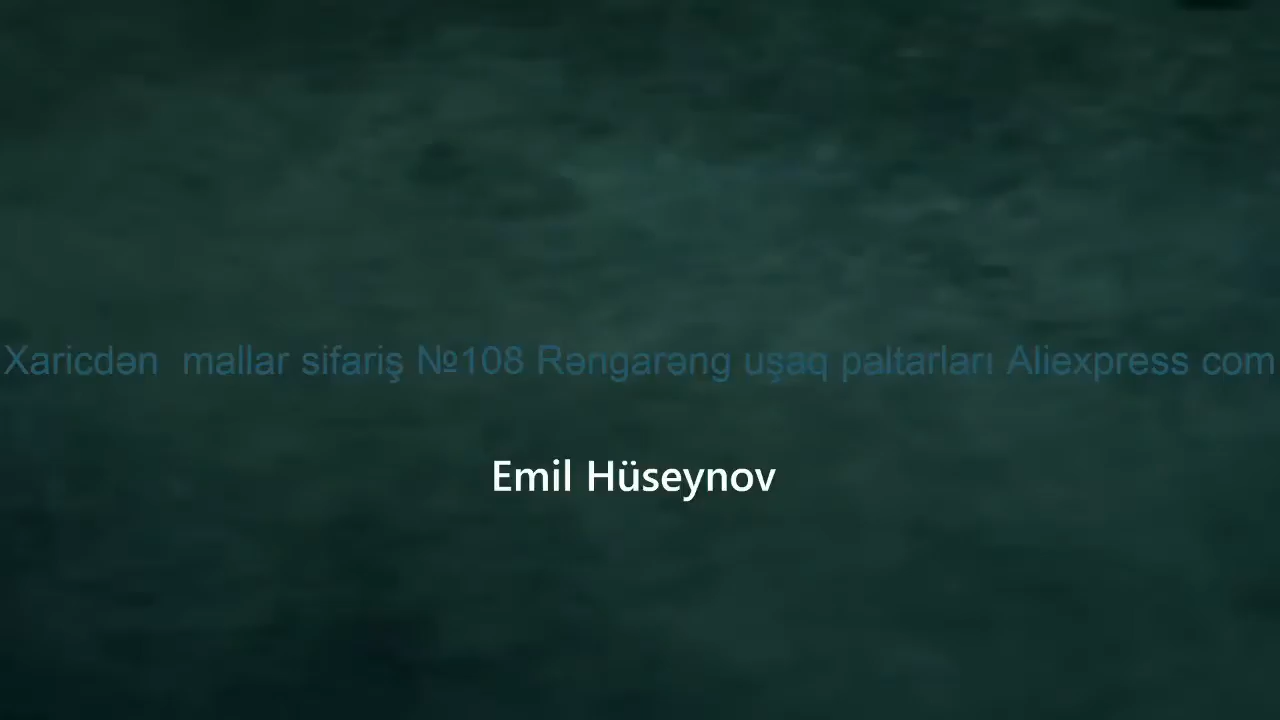 Xaricdən  mallar sifariş №108 Rəngarəng uşaq paltarları Aliexpress com
Emil Hüseynov